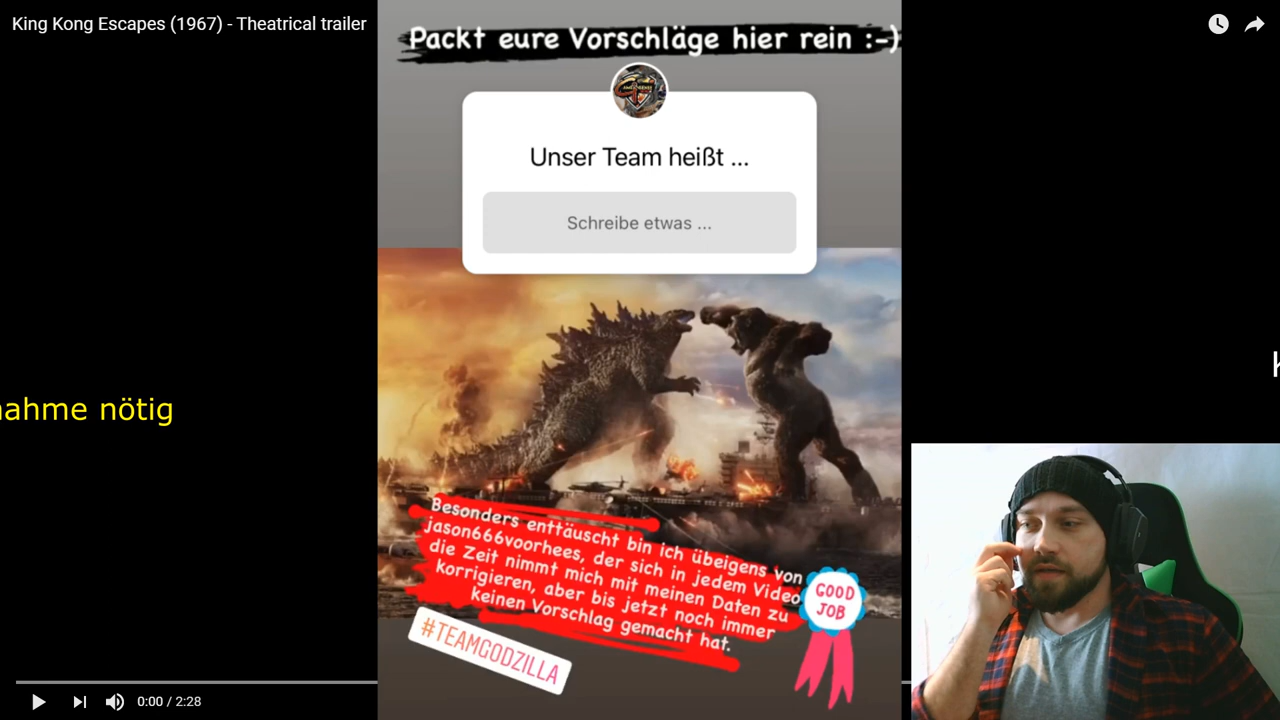 King Kong Escapes (1967) - Theatrical trailer
Packt eure Vorschläge hier rein :-)
Unser Team heißt ...
Schreibe etwas ...
nahme nötig
Besonders enttäuscht bin ich übeigens von
jason666voorhees, der sich in jedem Video
die Zeit nimmt mich mit meinen Daten zu
korrigieren, aber bis jetzt noch immer
keinen Vorschlag gemacht hat.
GOOD
JOB
#TEAMGODZILLA
0:00 / 2:28